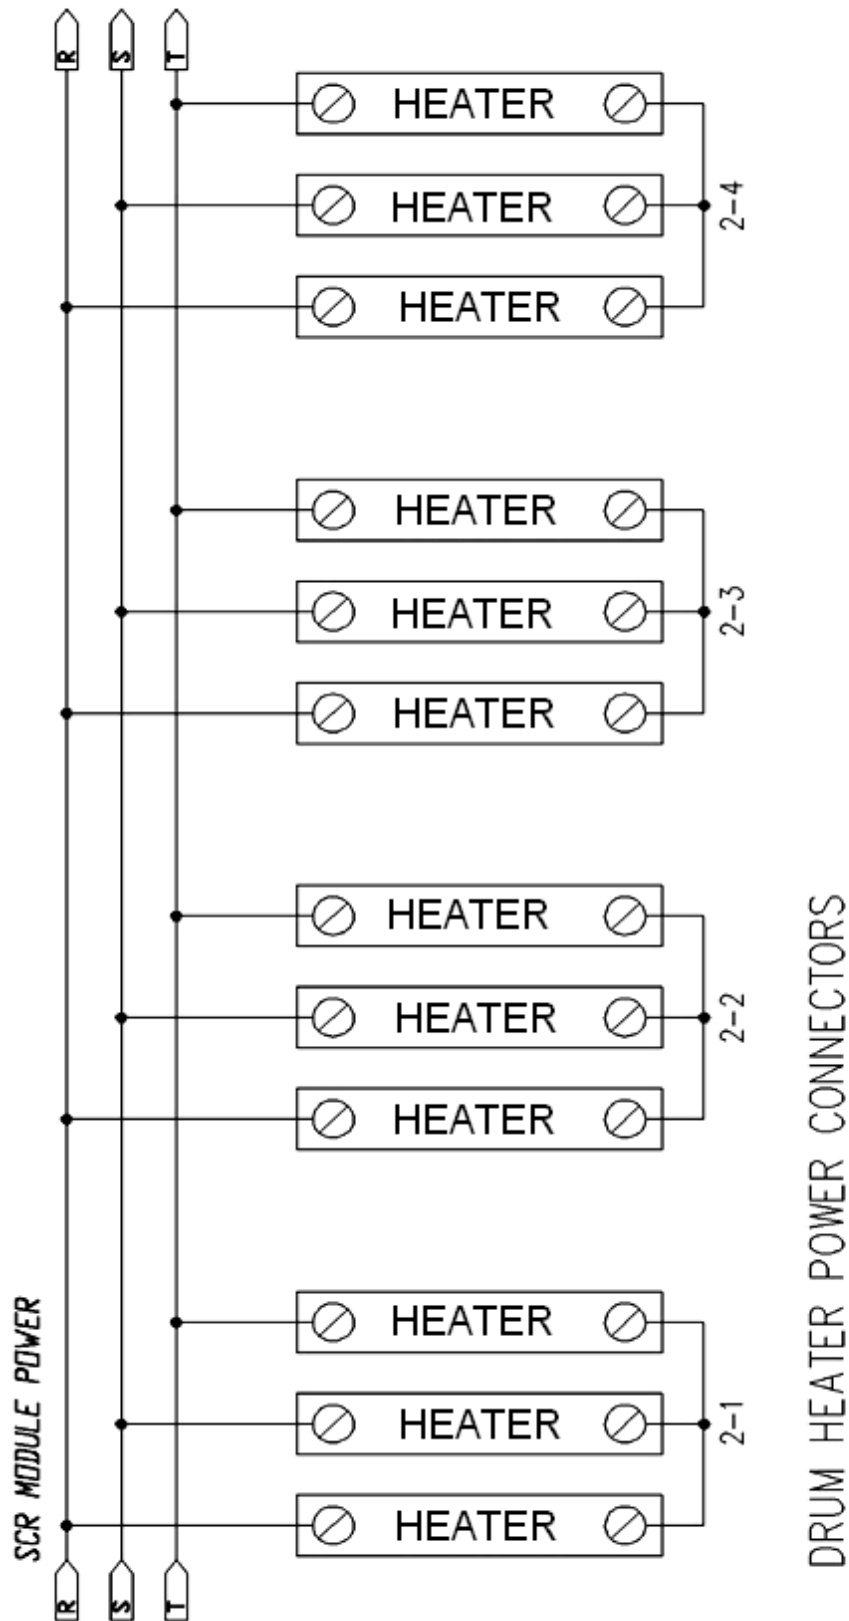 R
S
T
HEATER
HEATER
2-4
HEATER
HEATER
HEATER
2-3
HEATER
HEATER
HEATER
2-2
HEATER
HEATER
HEATER
2-1
HEATER
SCR MODULE POWER
R
S
T
DRUM HEATER POWER CONNECTORS